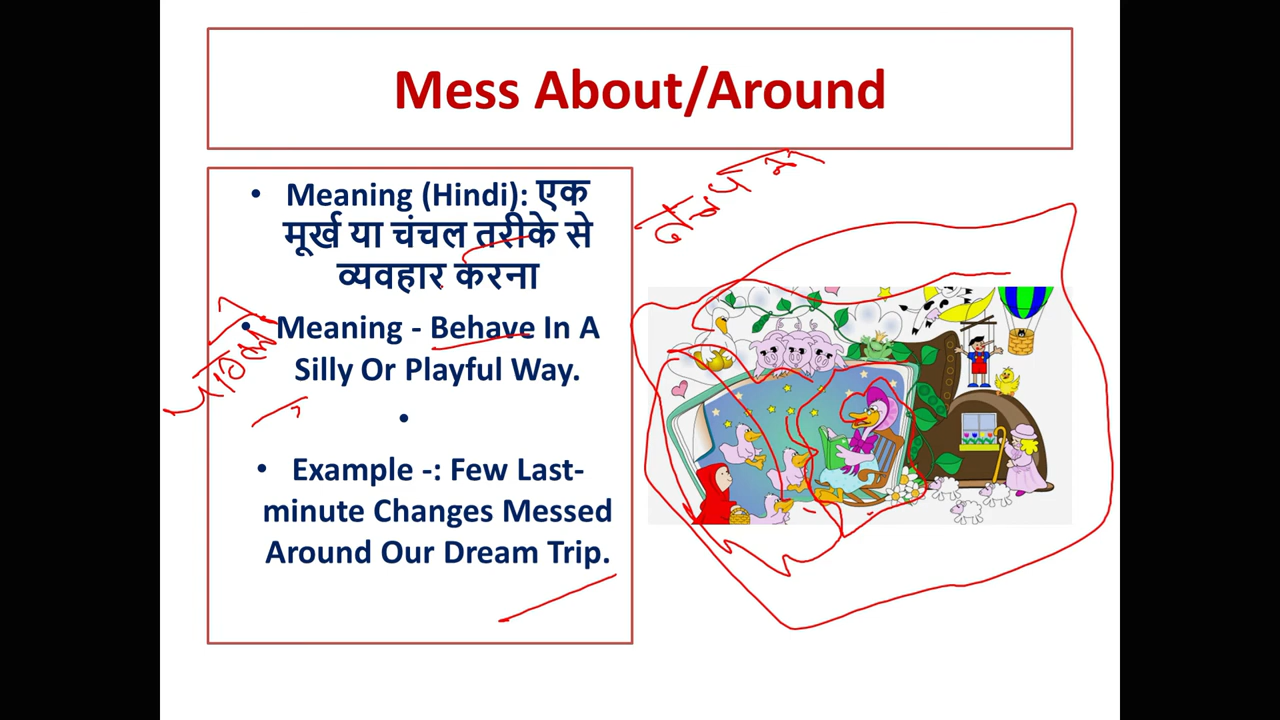 Mess About/Around
Meaning (Hindi): एक
मूर्ख या चंचल तरीके से
व्यवहार करना
Meaning - Behave In A
Silly Or Playful Way.
Example -: Few Last-
minute Changes Messed
Around Our Dream Trip.